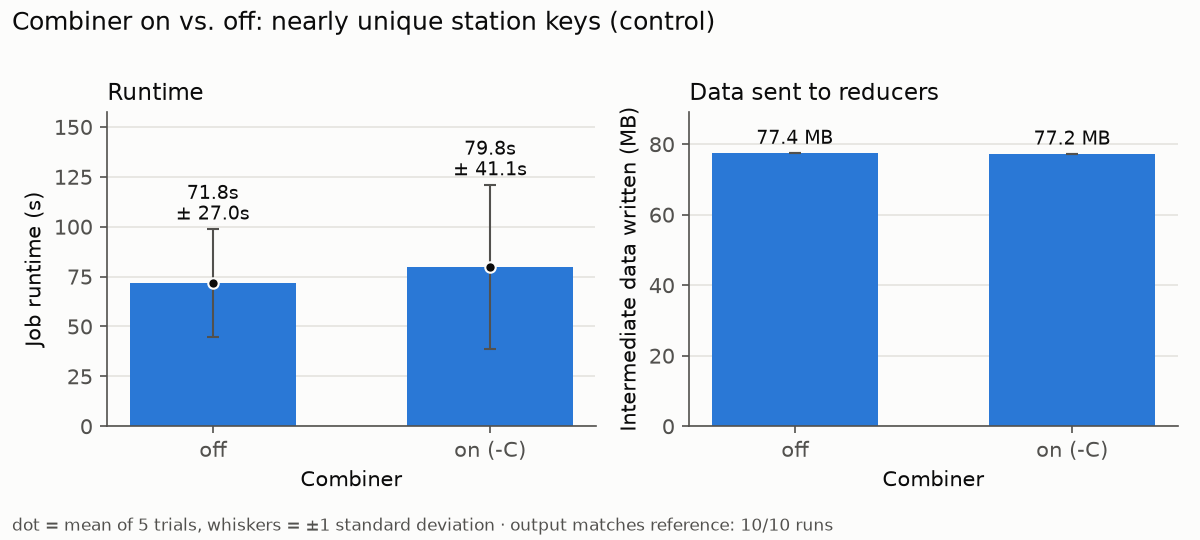 Combiner on vs. off: nearly unique station keys (control)
Runtime
Job runtime (s)
150
125
100
75
50
25
0
71.8s
± 27.0s
79.8s
± 41.1s
off
on (-C)
Combiner
Data sent to reducers
Intermediate data written (MB)
80
60
40
20
0
77.4 MB
77.2 MB
off
on (-C)
Combiner
dot = mean of 5 trials, whiskers = ±1 standard deviation · output matches reference: 10/10 runs